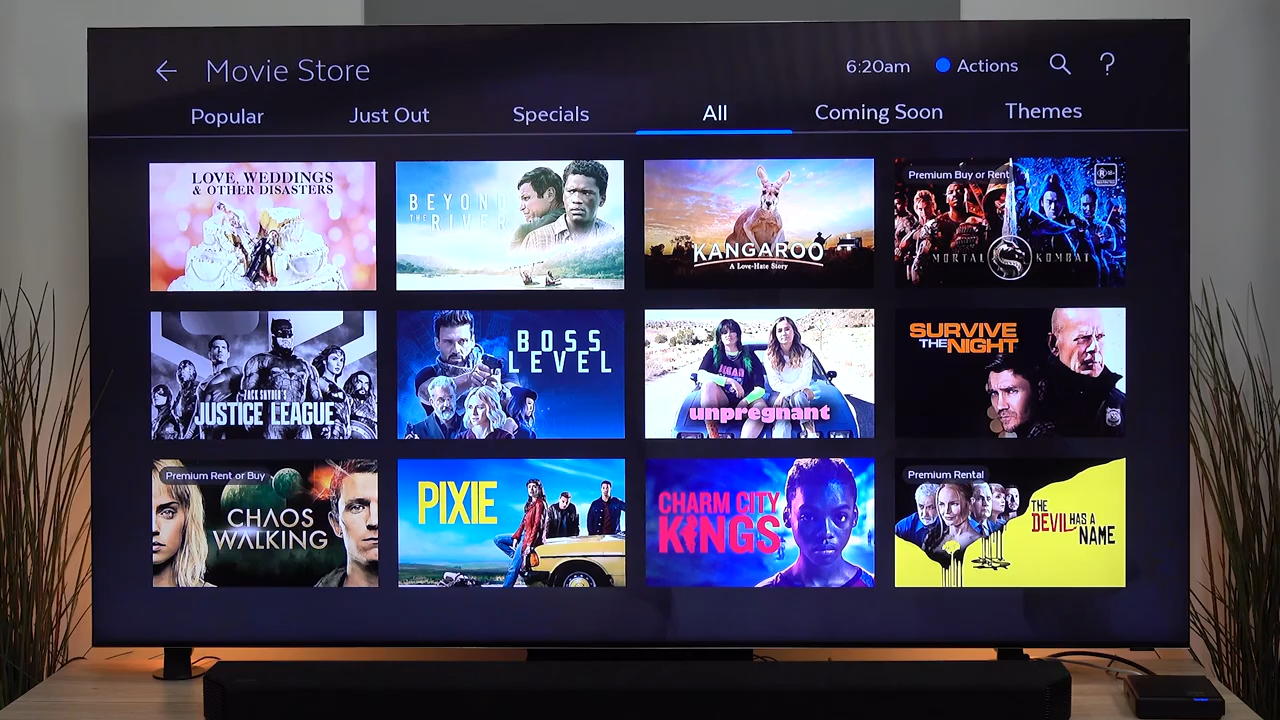 Movie Store
6:20am
Actions
?
Popular
Just Out
Specials
All
Coming Soon
Themes
LOVE, WEDDINGS
& OTHER DISASTERS
BEYOND
THE RIVER
KANGAROO
A Love-Hate Story
Premium Buy or Rent
MORTAL KOMBAT
ZACK SNYDER'S
JUSTICE LEAGUE
BOSS
LEVEL
unpregnant
SURVIVE
THE NIGHT
Premium Rent or Buy
CHAOS
WALKING
PIXIE
CHARM CITY
KINGS
Premium Rental
THE
DEVIL HAS A
NAME